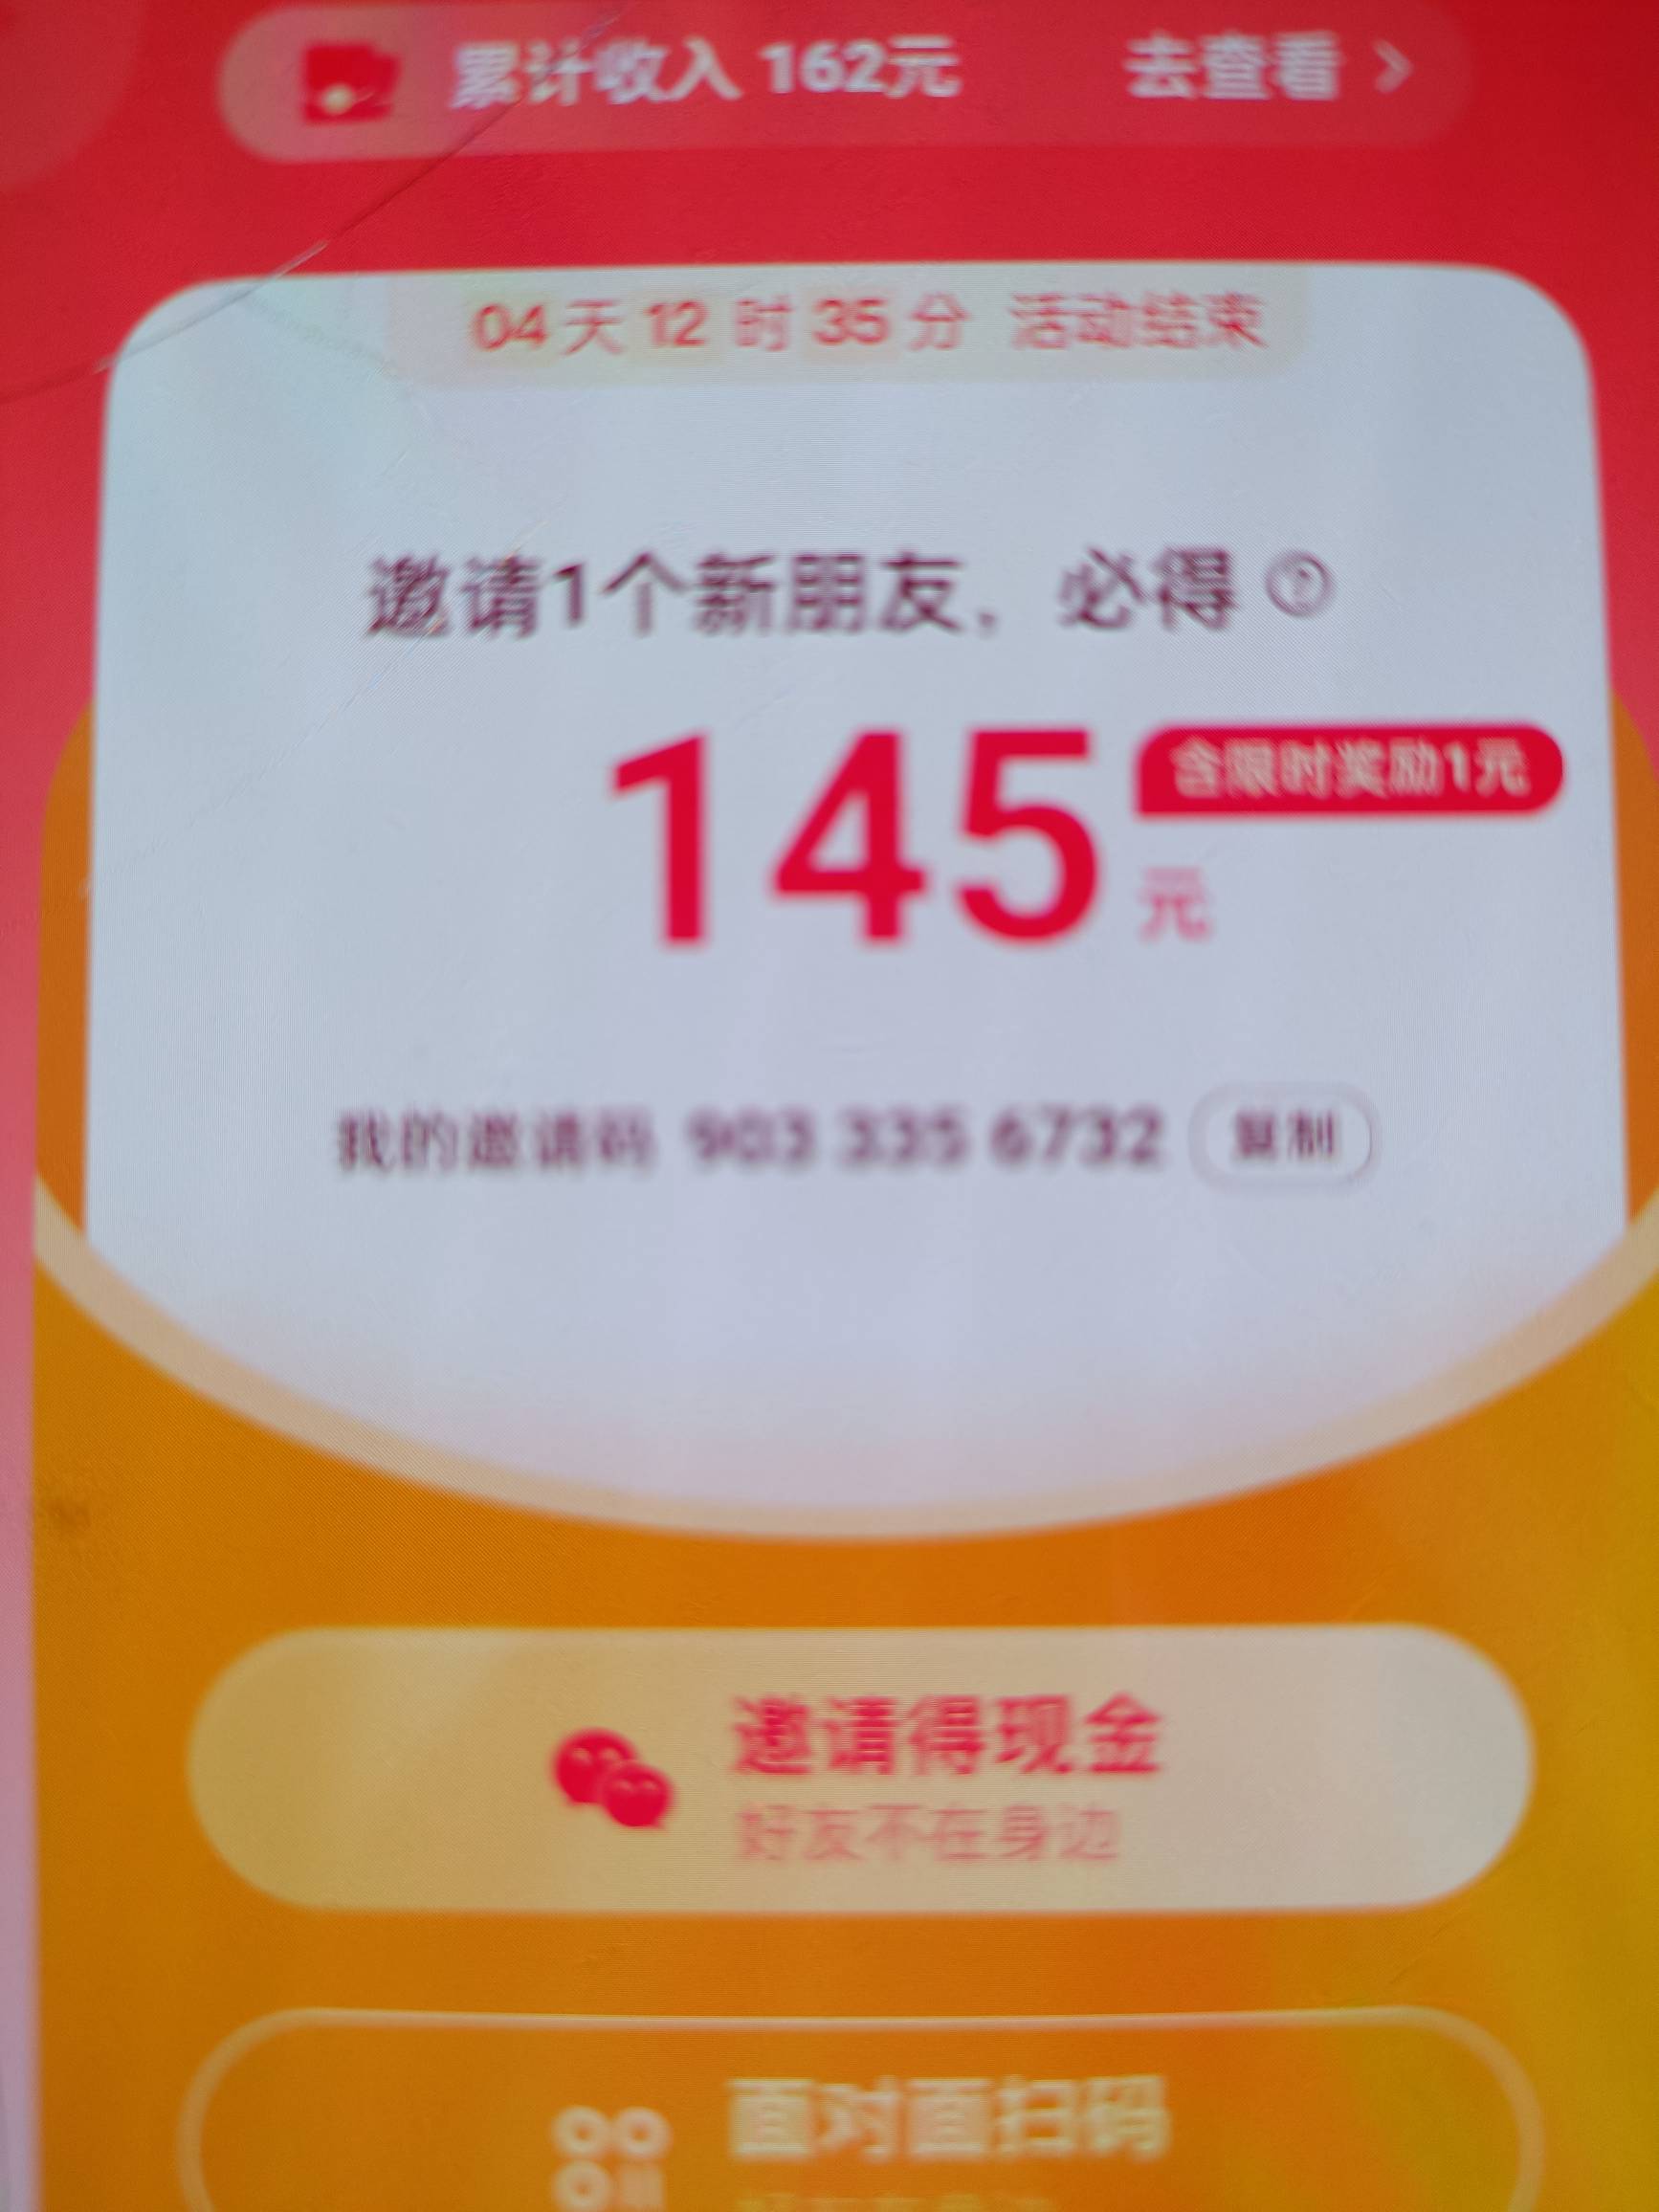 累计收入 162元 去查看
04天 12时 35分 活动结束
邀请1个新朋友，必得
145元 含限时奖励1元
我的邀请码 903 335 6732 复制
邀请得现金
好友不在身边
面对面扫码